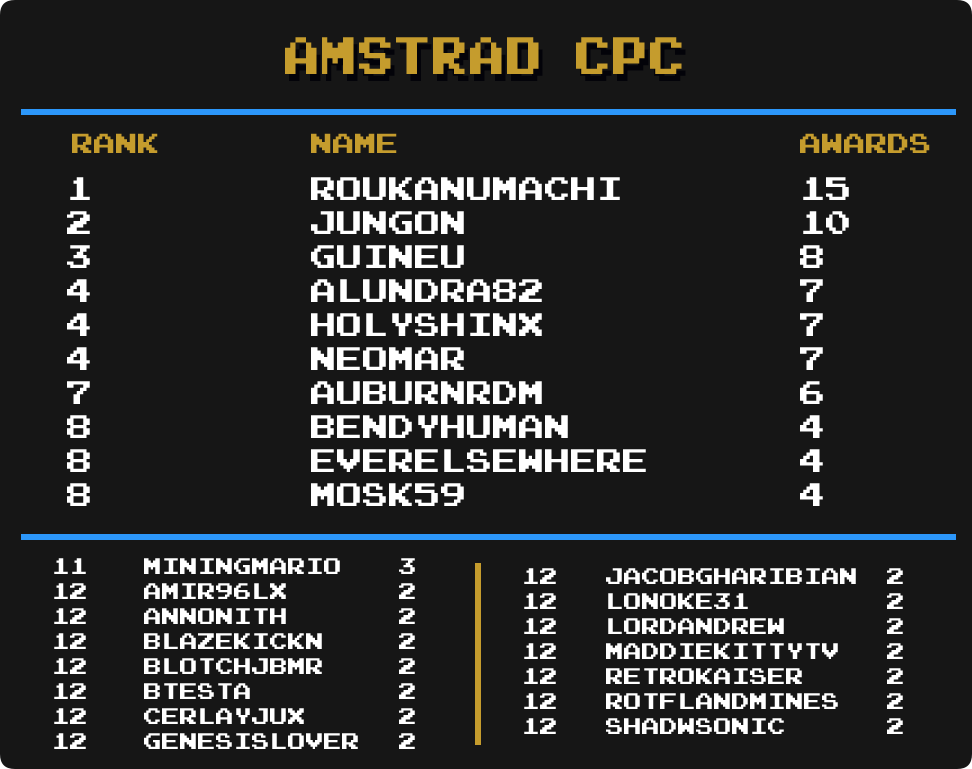 AMSTRAD CPC
RANK NAME AWARDS
1 ROUKANUMACHI 15
2 JUNGON 10
3 GUINEU 8
4 ALUNDRA82 7
4 HOLYSHINX 7
4 NEOMAR 7
7 AUBURNRDM 6
8 BENDYHUMAN 4
8 EVERELSEWHERE 4
8 MOSK59 4
11 MININGMARIO 3
12 AMIR96LX 2
12 ANNONITH 2
12 BLAZEKICKN 2
12 BLOTCHJBMR 2
12 BTESTA 2
12 CERLAYJUX 2
12 GENESISLOVER 2
12 JACOBGHARIBIAN 2
12 LONOKE31 2
12 LORDANDREW 2
12 MADDIEKITTYTV 2
12 RETROKAISER 2
12 ROTFLANDMINES 2
12 SHADWSONIC 2